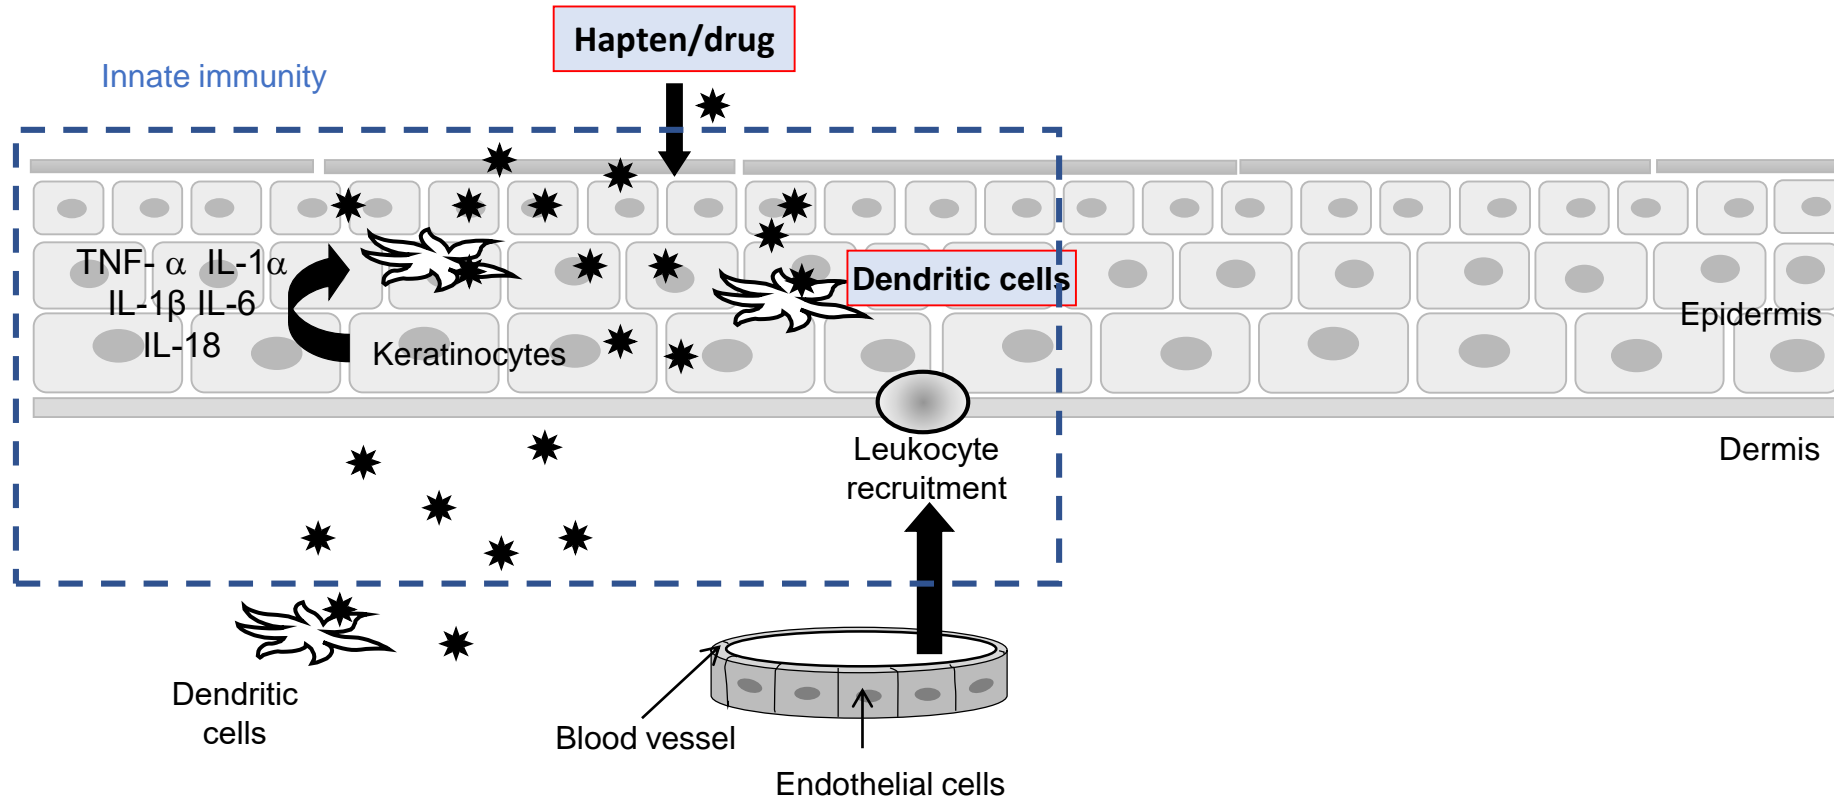 Hapten/drug
Innate immunity
TNF- α IL-1α
IL-1β IL-6
IL-18
Keratinocytes
Dendritic cells
Epidermis
Leukocyte
recruitment
Dermis
Dendritic
cells
Blood vessel
Endothelial cells